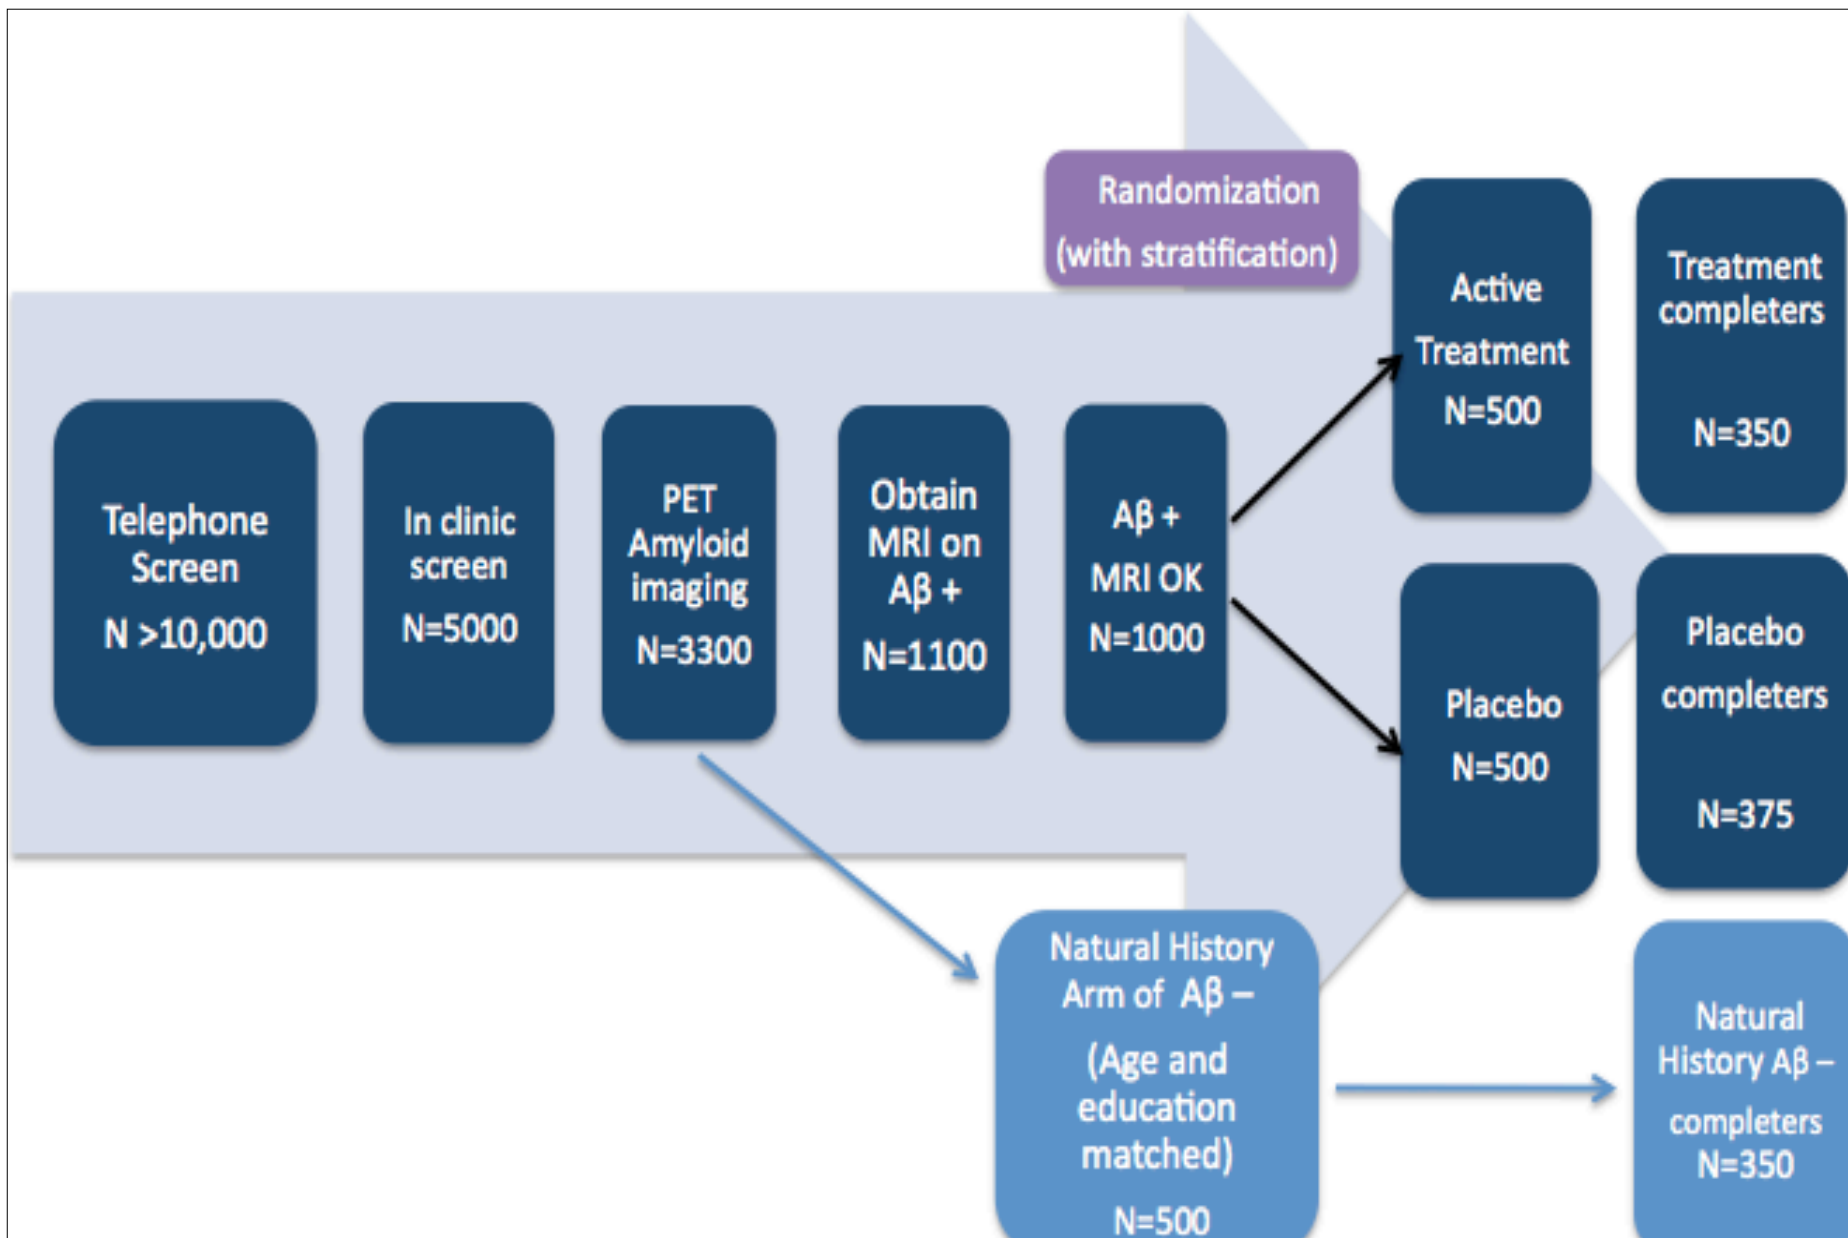 Telephone
Screen
N >10,000
In clinic
screen
N=5000
PET
Amyloid
imaging
N=3300
Obtain
MRI on
Aβ +
N=1100
Aβ +
MRI OK
N=1000
Randomization
(with stratification)
Active
Treatment
N=500
Treatment
completers
N=350
Placebo
N=500
Placebo
completers
N=375
Natural History
Arm of Aβ –
(Age and
education
matched)
N=500
Natural
History Aβ –
completers
N=350